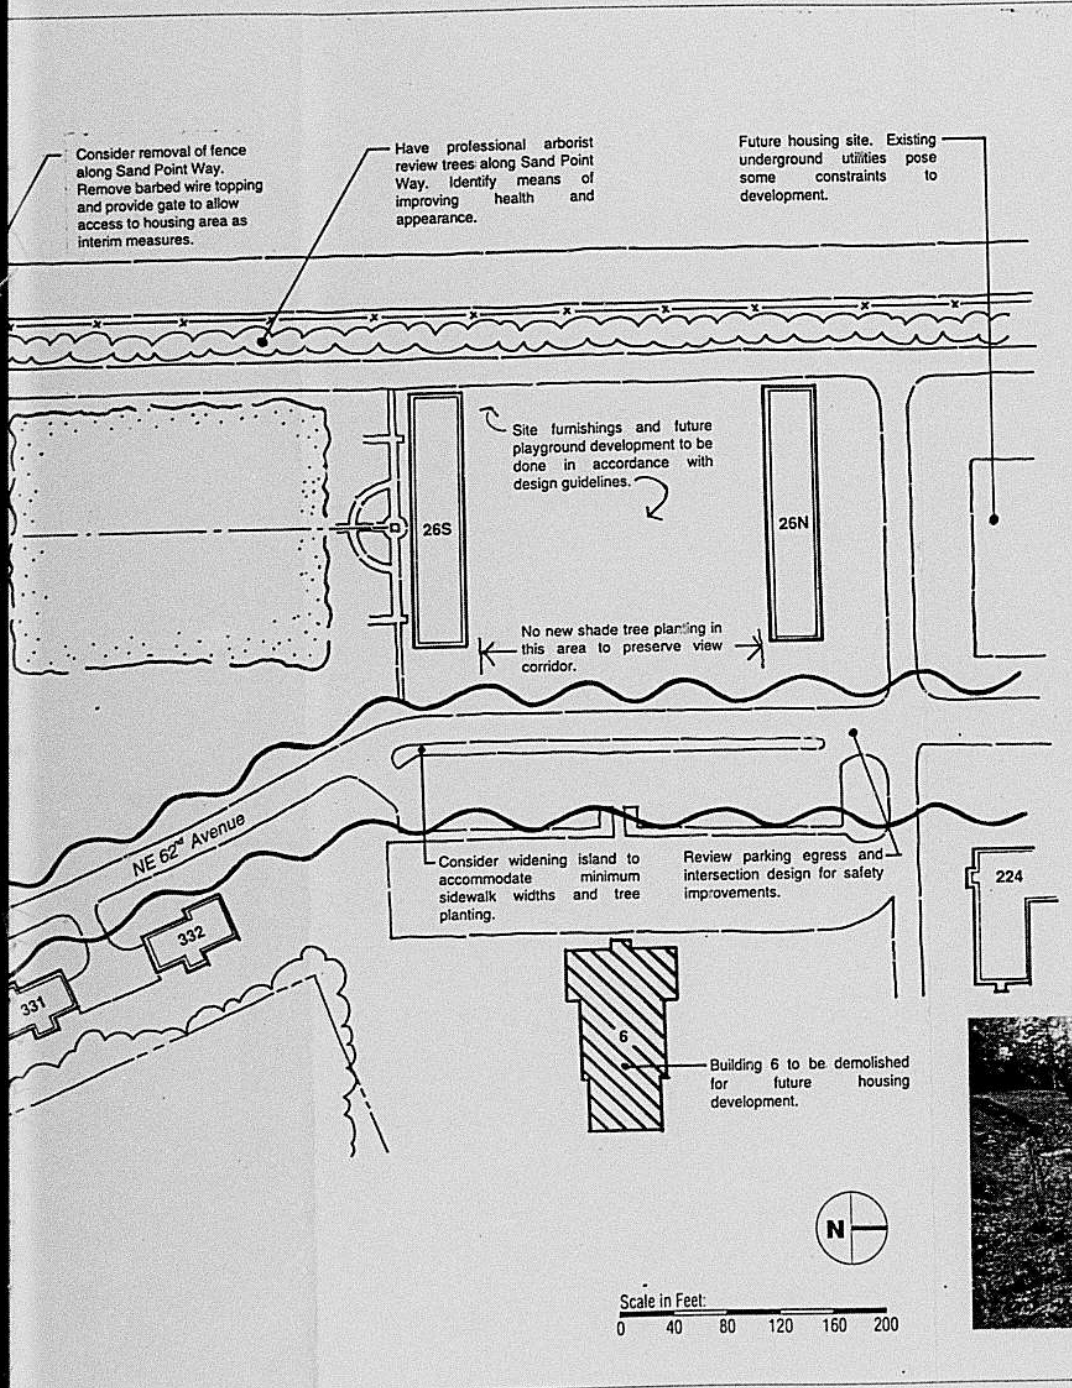 Consider removal of fence
along Sand Point Way.
Remove barbed wire topping
and provide gate to allow
access to housing area as
interim measures.
Have professional arborist
review trees along Sand Point
Way. Identify means of
improving health and
appearance.
Future housing site. Existing
underground utilities pose
some constraints to
development.
Site furnishings and future
playground development to be
done in accordance with
design guidelines.
26S
26N
No new shade tree planting in
this area to preserve view
corridor.
NE 62nd Avenue
Consider widening island to
accommodate minimum
sidewalk widths and tree
planting.
Review parking egress and
intersection design for safety
improvements.
224
332
331
6
Building 6 to be demolished
for future housing
development.
N
Scale in Feet:
0 40 80 120 160 200